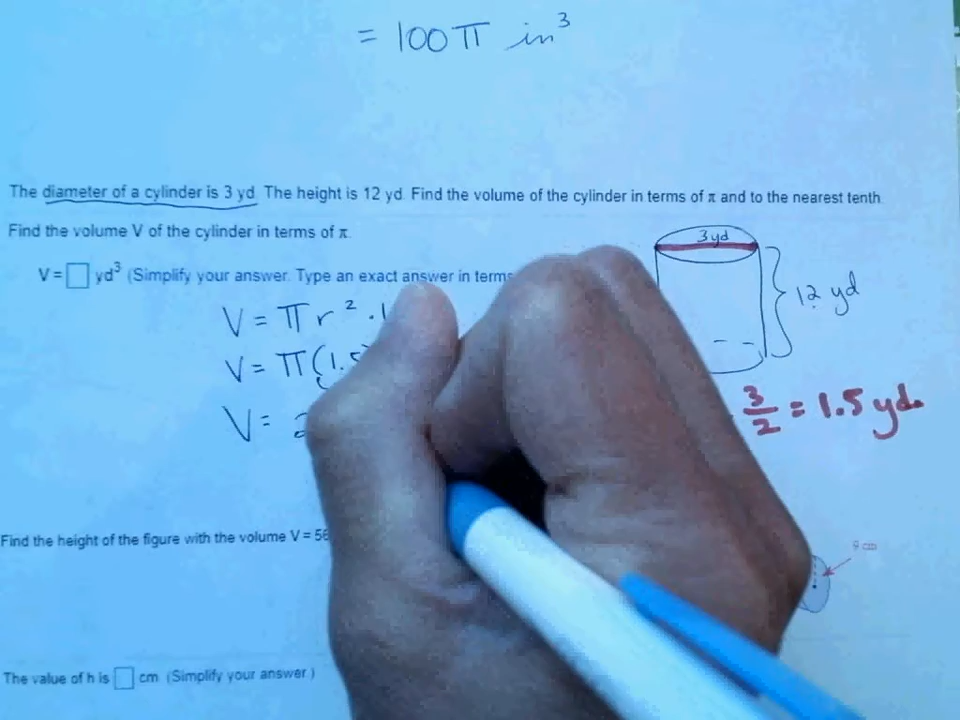 = 100 π in³
The diameter of a cylinder is 3 yd. The height is 12 yd. Find the volume of the cylinder in terms of π and to the nearest tenth.
Find the volume V of the cylinder in terms of π.
3 yd
V = yd³ (Simplify your answer. Type an exact answer in terms
12 yd
V = π r² ·
V = π (1.5
3/2 = 1.5 yd.
V =
Find the height of the figure with the volume V =
9 cm
The value of h is cm. (Simplify your answer.)